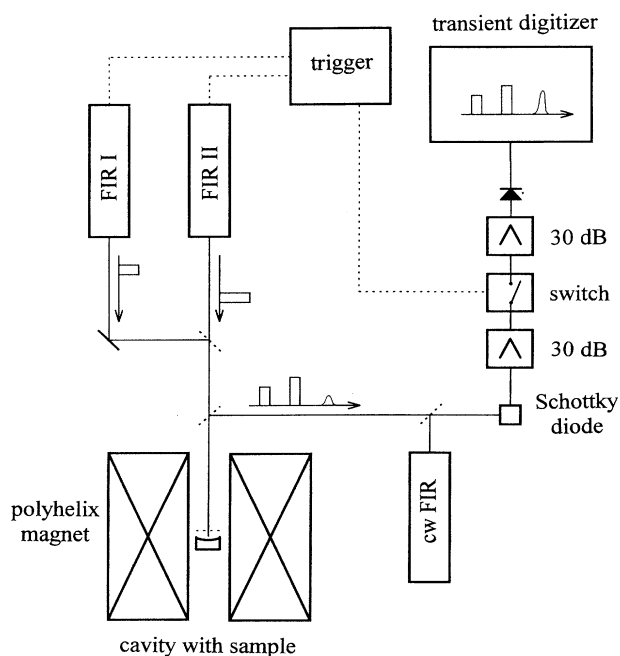 transient digitizer
trigger
FIR I
FIR II
30 dB
switch
30 dB
Schottky
diode
polyhelix
magnet
cw FIR
cavity with sample